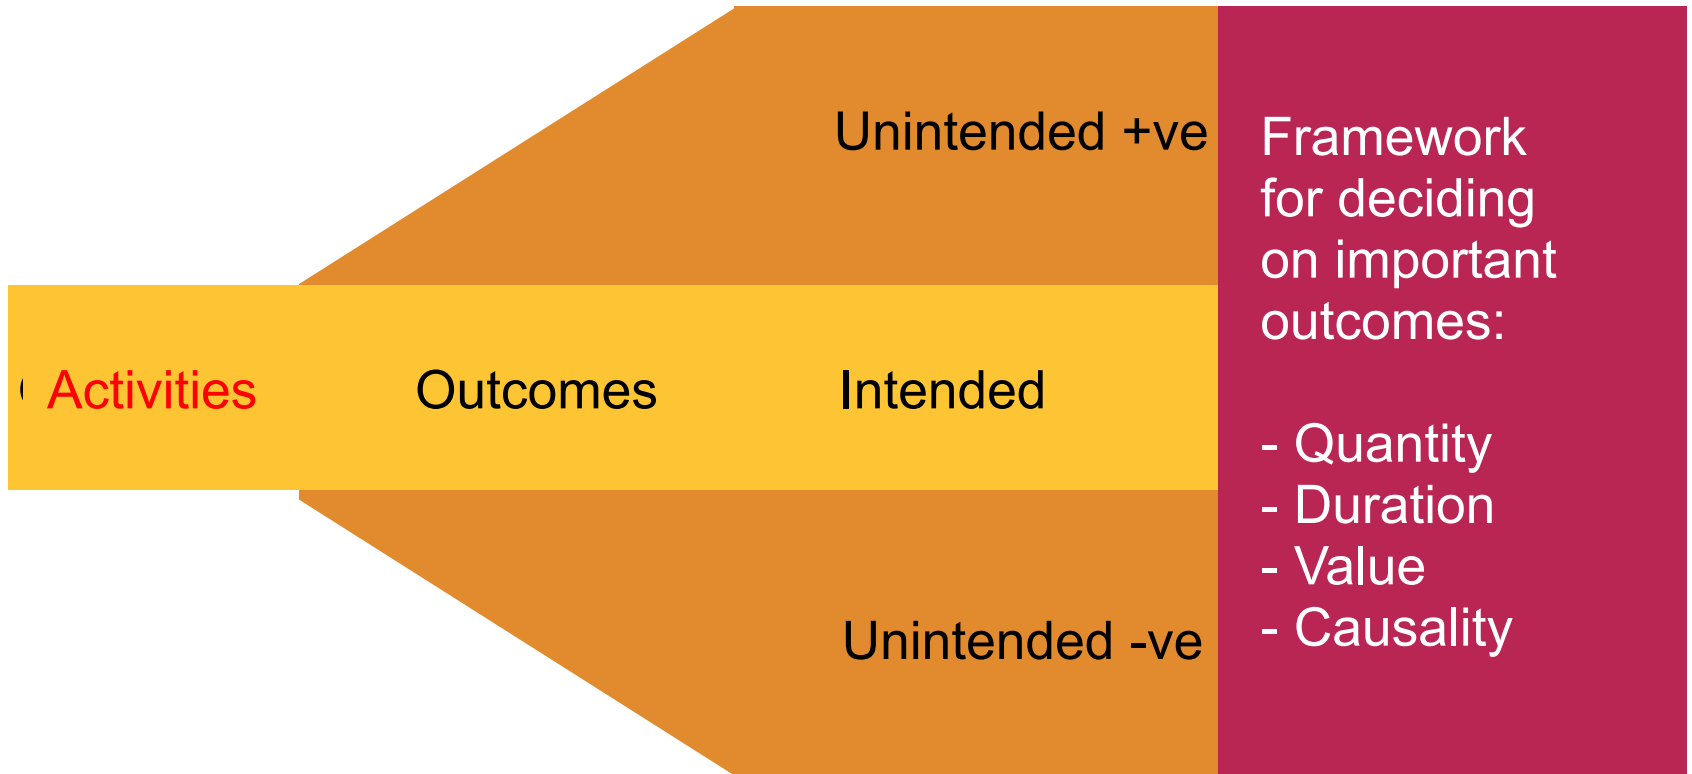 Unintended +ve
Activities
Outcomes
Intended
Unintended -ve
Framework
for deciding
on important
outcomes:
- Quantity
- Duration
- Value
- Causality